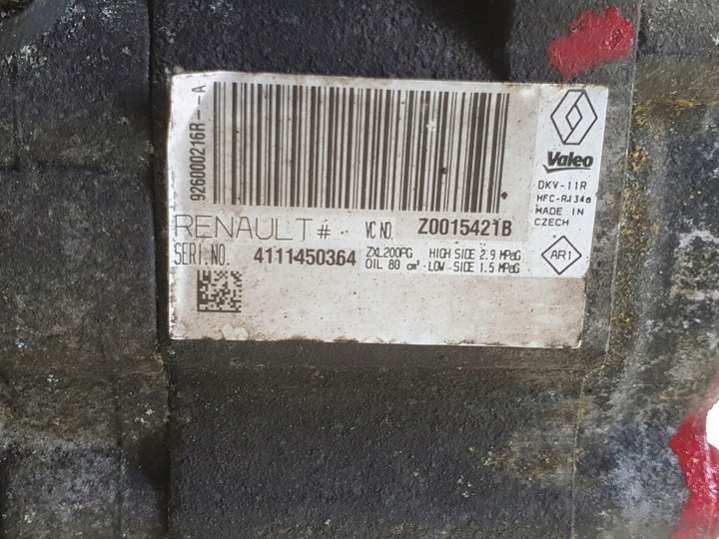 926000216R--A
Valeo
DKV-11R
HFC-R134a
MADE IN
CZECH
RENAULT # VC NO. Z0015421B
SERI.NO. 4111450364
ZXL200PG HIGH SIDE 2.9 MPaG
OIL 80 cm³ LOW-SIDE 1.5 MPaG
AR1